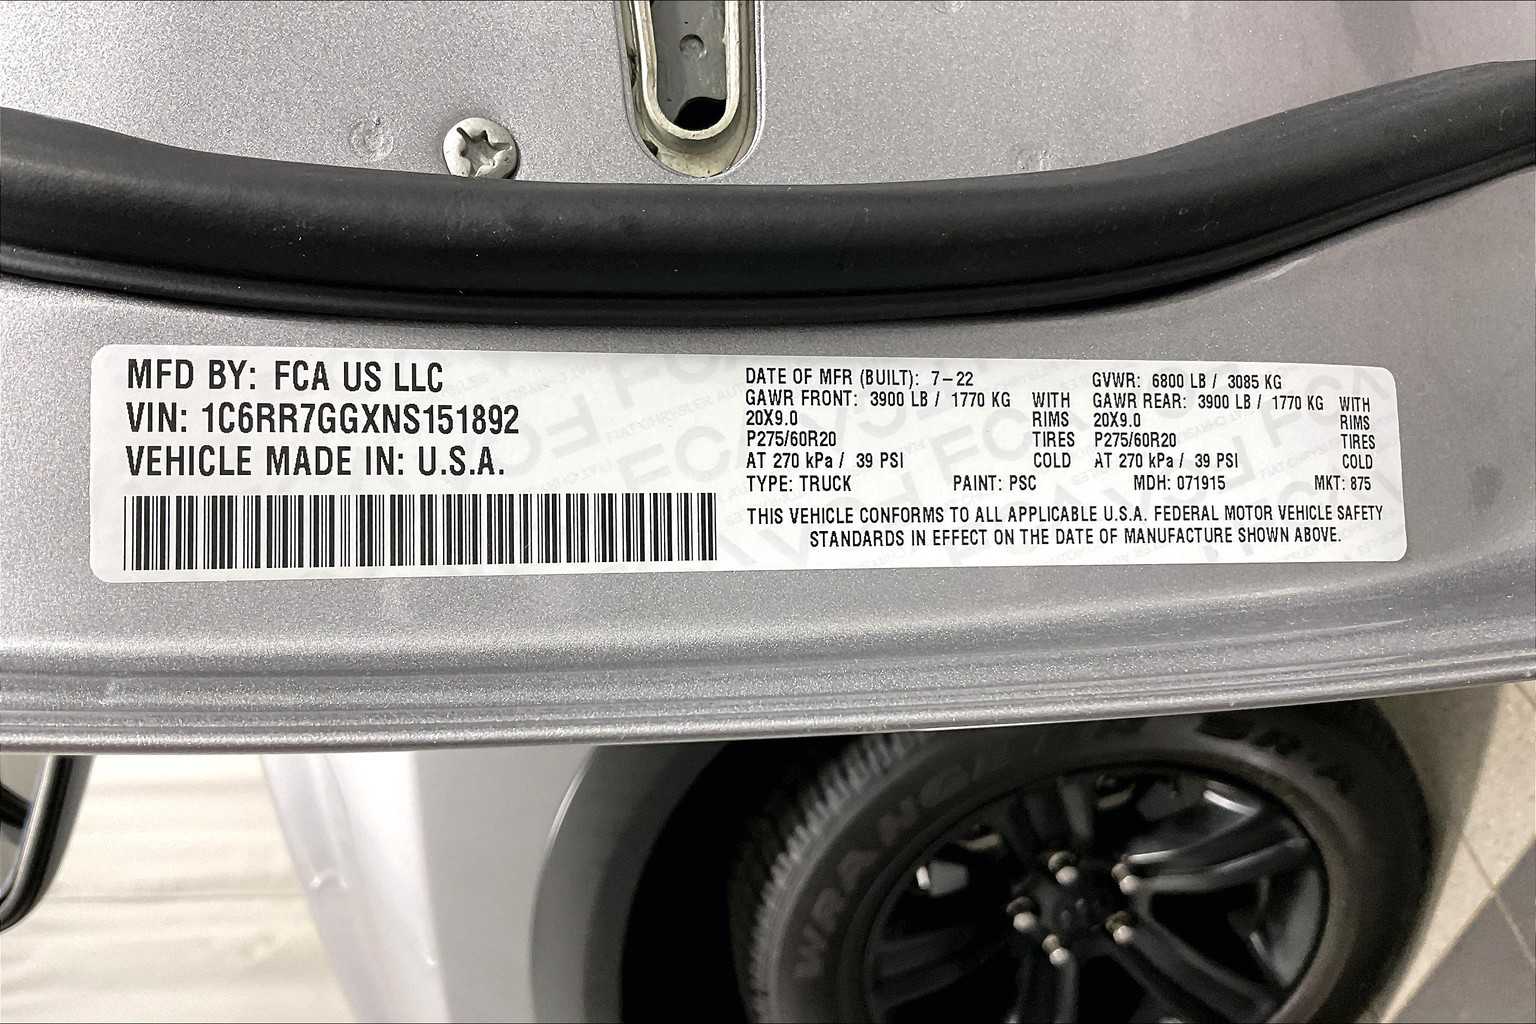 MFD BY: FCA US LLC
VIN: 1C6RR7GGXNS151892
VEHICLE MADE IN: U.S.A.
DATE OF MFR (BUILT): 7-22 GVWR: 6800 LB / 3085 KG
GAWR FRONT: 3900 LB / 1770 KG WITH GAWR REAR: 3900 LB / 1770 KG WITH
20X9.0 RIMS 20X9.0 RIMS
P275/60R20 TIRES P275/60R20 TIRES
AT 270 kPa / 39 PSI COLD AT 270 kPa / 39 PSI COLD
TYPE: TRUCK PAINT: PSC MDH: 071915 MKT: 875
THIS VEHICLE CONFORMS TO ALL APPLICABLE U.S.A. FEDERAL MOTOR VEHICLE SAFETY
STANDARDS IN EFFECT ON THE DATE OF MANUFACTURE SHOWN ABOVE.
WRANGLER